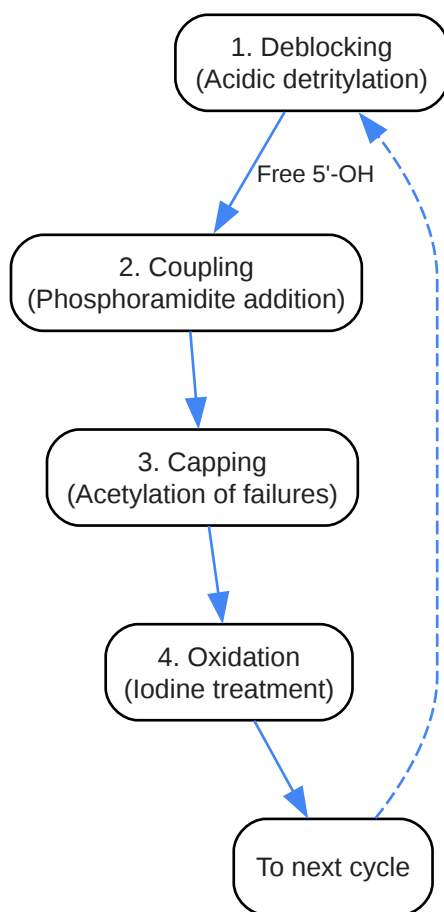 1. Deblocking
(Acidic detritylation)
Free 5'-OH
2. Coupling
(Phosphoramidite addition)
3. Capping
(Acetylation of failures)
4. Oxidation
(Iodine treatment)
To next cycle